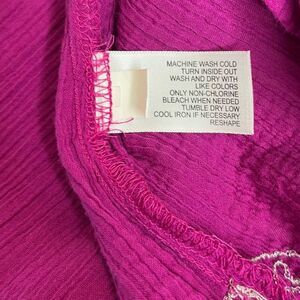 MACHINE WASH COLD
TURN INSIDE OUT
WASH AND DRY WITH
LIKE COLORS
ONLY NON-CHLORINE
BLEACH WHEN NEEDED
TUMBLE DRY LOW
COOL IRON IF NECESSARY
RESHAPE